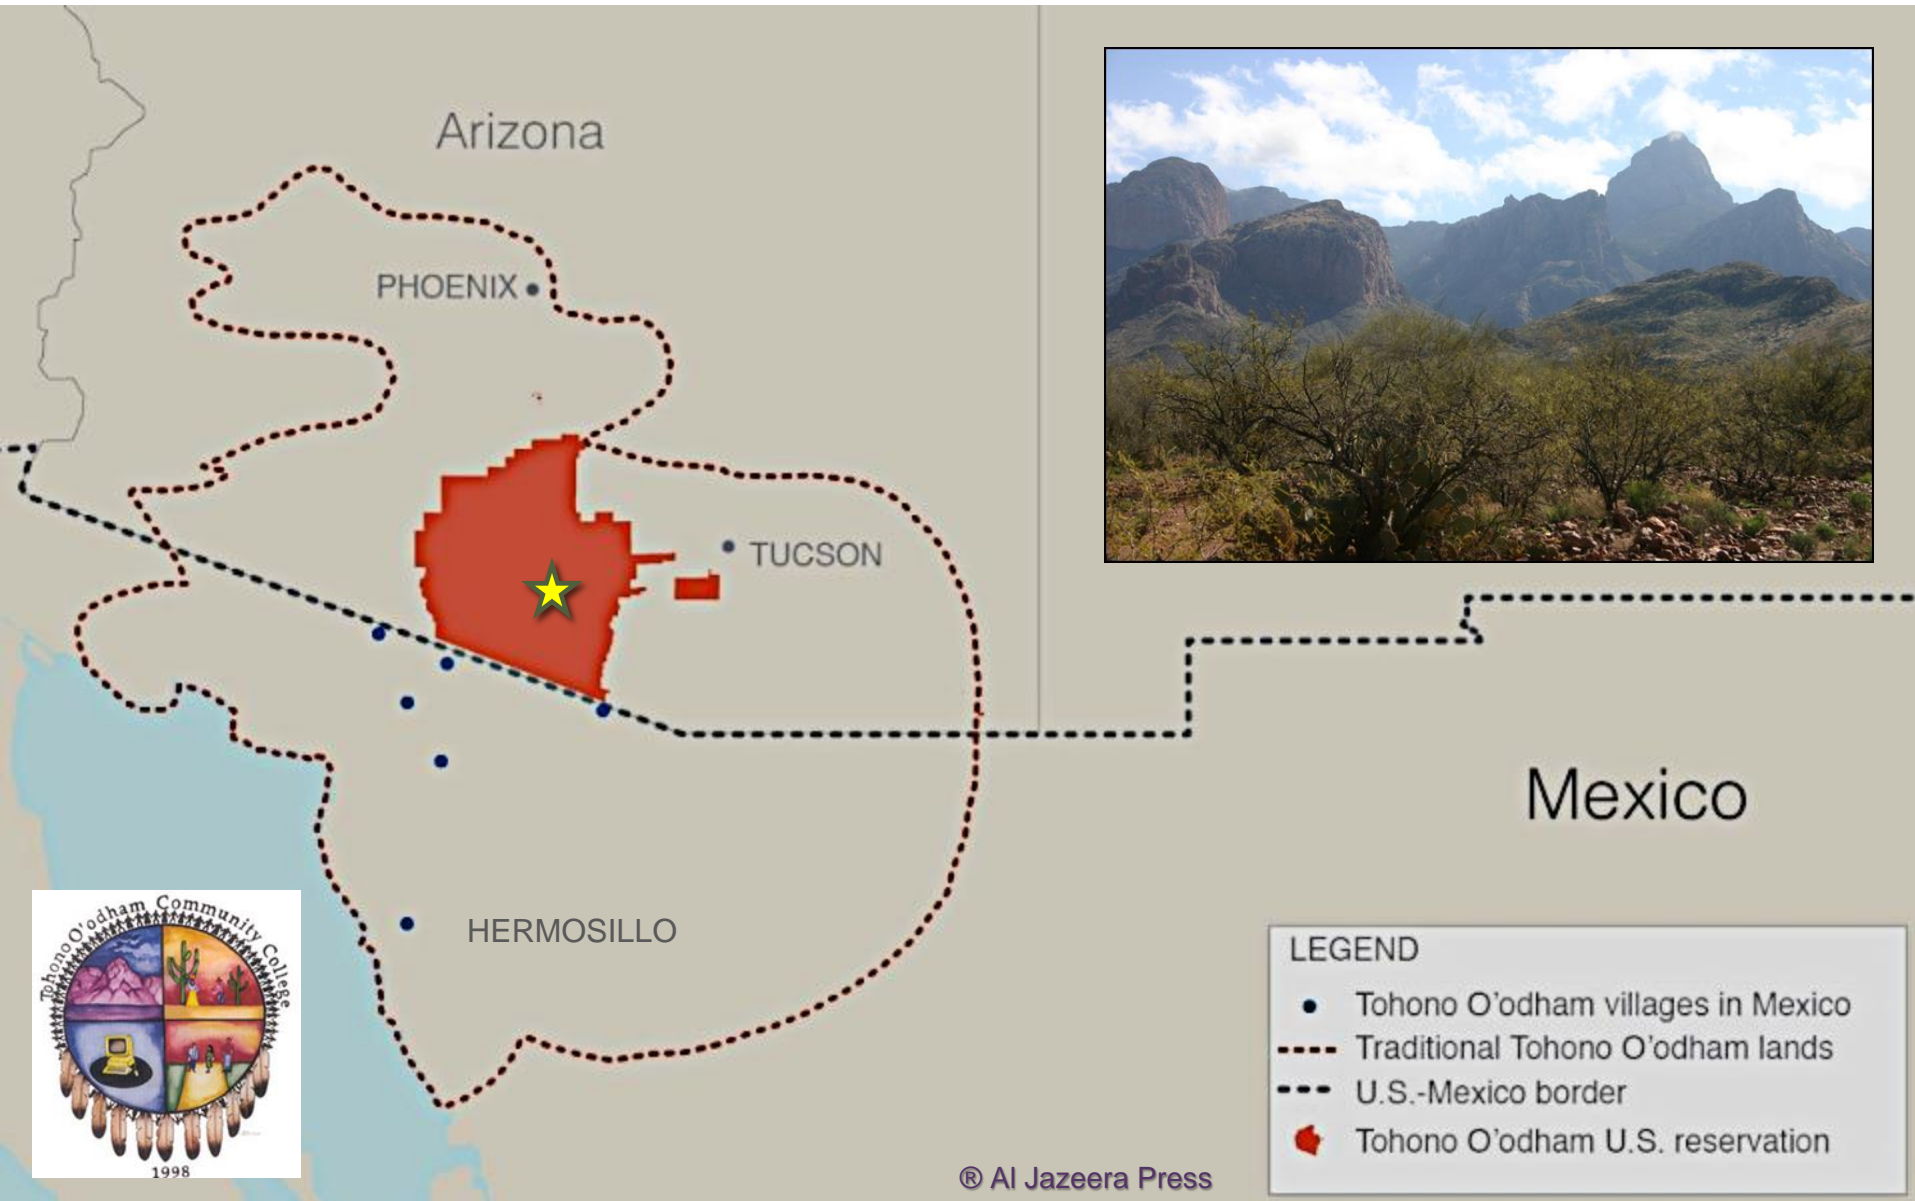 Arizona
PHOENIX
TUCSON
Mexico
HERMOSILLO
LEGEND
Tohono O'odham villages in Mexico
Traditional Tohono O'odham lands
U.S.-Mexico border
Tohono O'odham U.S. reservation
Tohono O'odham Community College
1998
® Al Jazeera Press